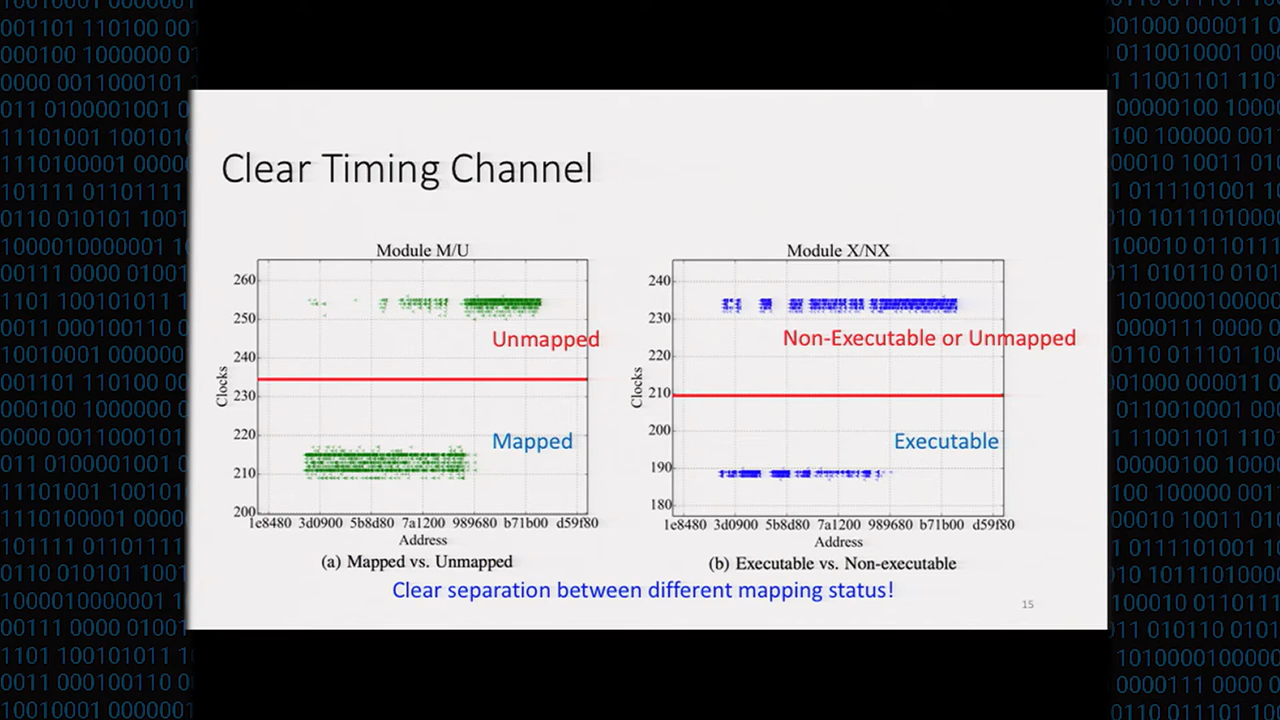 Clear Timing Channel
Module M/U
260
250
240
230
220
210
200
Clocks
Unmapped
Mapped
1e8480 3d0900 5b8d80 7a1200 989680 b71b00 d59f80
Address
(a) Mapped vs. Unmapped
Module X/NX
240
230
220
210
200
190
180
Clocks
Non-Executable or Unmapped
Executable
1e8480 3d0900 5b8d80 7a1200 989680 b71b00 d59f80
Address
(b) Executable vs. Non-executable
Clear separation between different mapping status!
15